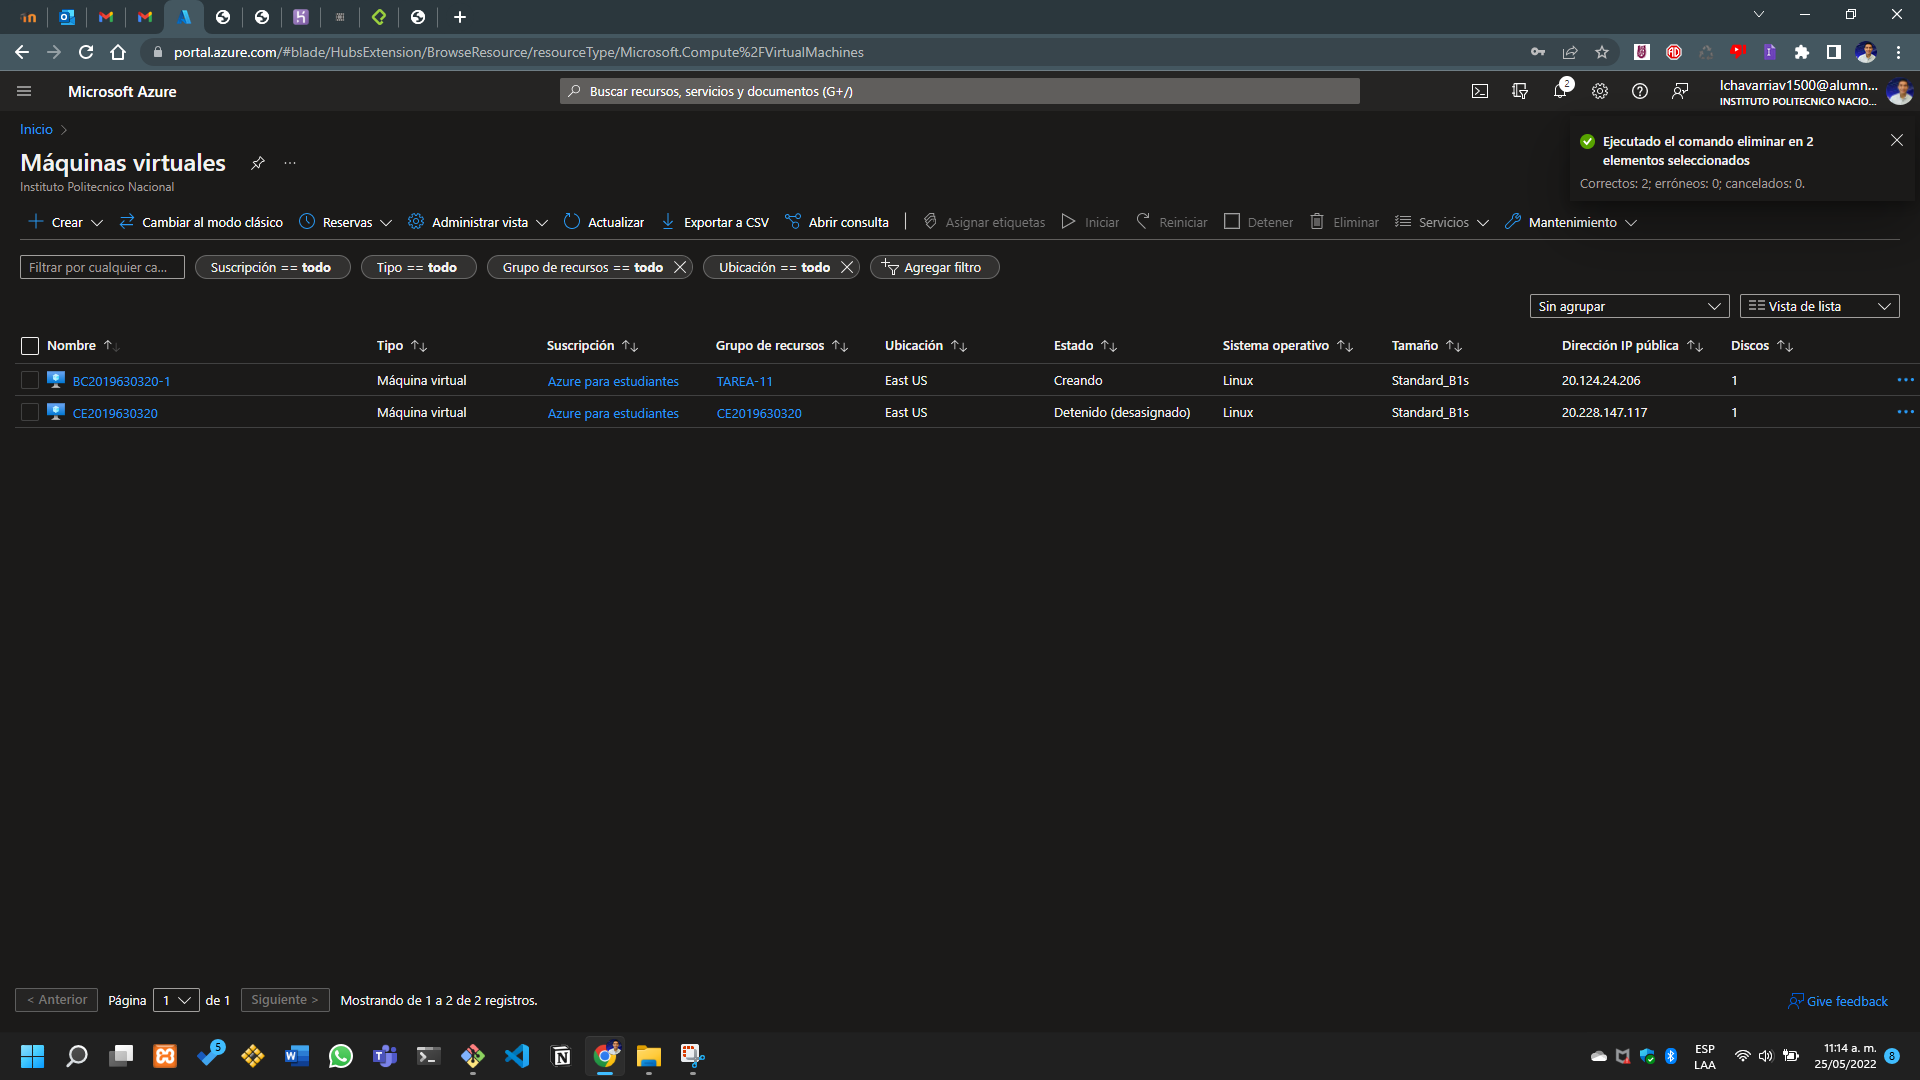 portal.azure.com/#blade/HubsExtension/BrowseResource/resourceType/Microsoft.Compute%2FVirtualMachines
Microsoft Azure
Buscar recursos, servicios y documentos (G+/)
2
lchavarriav1500@alumn...
INSTITUTO POLITECNICO NACIO...
Inicio
Máquinas virtuales
Instituto Politecnico Nacional
Ejecutado el comando eliminar en 2
elementos seleccionados
Correctos: 2; erróneos: 0; cancelados: 0.
Crear Cambiar al modo clásico Reservas Administrar vista Actualizar Exportar a CSV Abrir consulta Asignar etiquetas Iniciar Reiniciar Detener Eliminar Servicios Mantenimiento
Filtrar por cualquier ca... Suscripción == todo Tipo == todo Grupo de recursos == todo Ubicación == todo Agregar filtro
Sin agrupar Vista de lista
Nombre Tipo Suscripción Grupo de recursos Ubicación Estado Sistema operativo Tamaño Dirección IP pública Discos
BC2019630320-1 Máquina virtual Azure para estudiantes TAREA-11 East US Creando Linux Standard_B1s 20.124.24.206 1
CE2019630320 Máquina virtual Azure para estudiantes CE2019630320 East US Detenido (desasignado) Linux Standard_B1s 20.228.147.117 1
< Anterior Página 1 de 1 Siguiente > Mostrando de 1 a 2 de 2 registros.
Give feedback
5
ESP
LAA
11:14 a. m.
25/05/2022
8